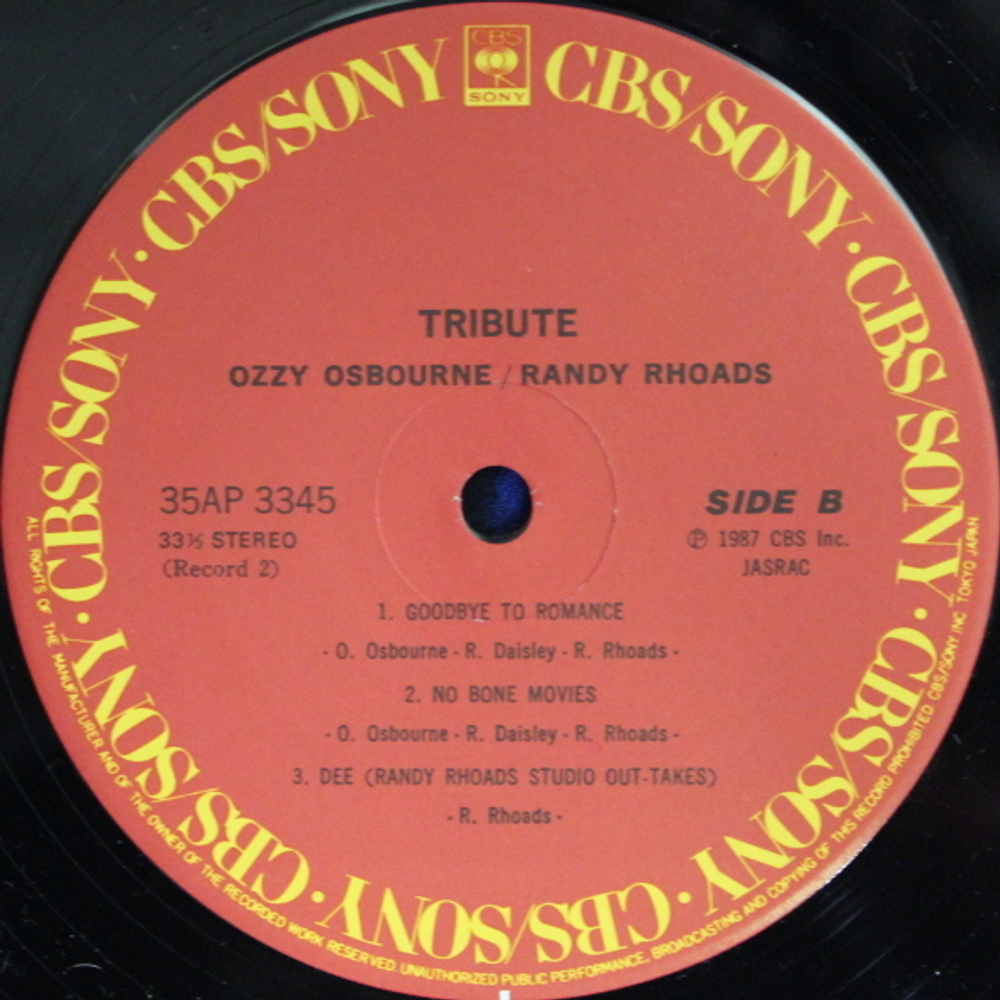 CBS
SONY
CBS/SONY · CBS/SONY · CBS/SONY · CBS/SONY · CBS/SONY · CBS/SONY · CBS/SONY · CBS/SONY
TRIBUTE
OZZY OSBOURNE / RANDY RHOADS
35AP 3345
33⅓ STEREO
(Record 2)
SIDE B
Ⓟ 1987 CBS Inc.
JASRAC
1. GOODBYE TO ROMANCE
- O. Osbourne - R. Daisley - R. Rhoads -
2. NO BONE MOVIES
- O. Osbourne - R. Daisley - R. Rhoads -
3. DEE (RANDY RHOADS STUDIO OUT-TAKES)
- R. Rhoads -
ALL RIGHTS OF THE MANUFACTURER AND OF THE OWNER OF THE RECORDED WORK RESERVED. UNAUTHORIZED PUBLIC PERFORMANCE, BROADCASTING AND COPYING OF THIS RECORD PROHIBITED CBS/SONY INC TOKYO JAPAN